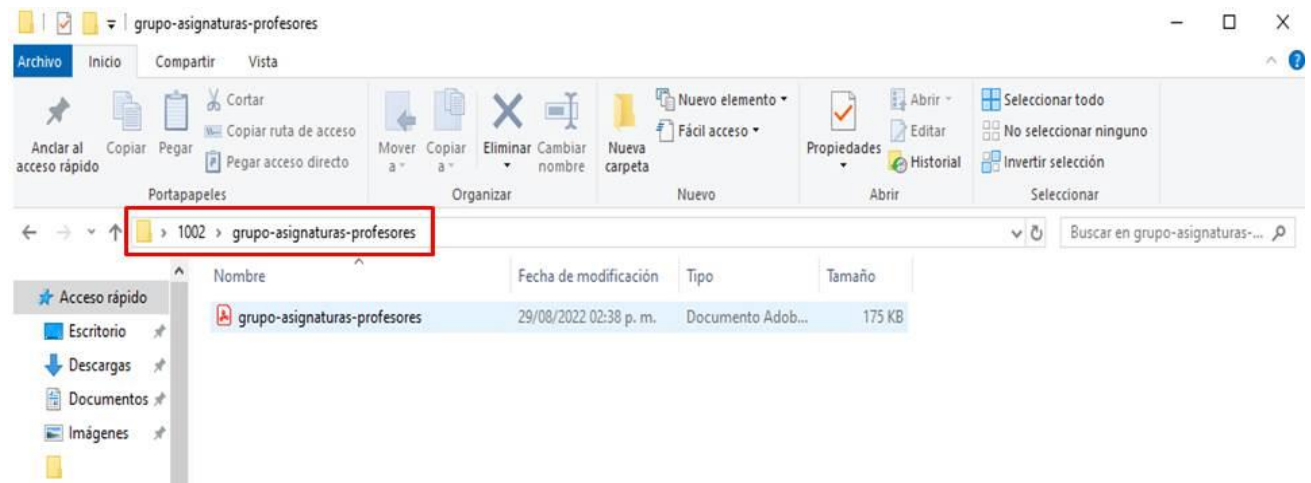 grupo-asignaturas-profesores
Archivo Inicio Compartir Vista
Anclar al acceso rápido
Copiar
Pegar
Cortar
Copiar ruta de acceso
Pegar acceso directo
Portapapeles
Mover a
Copiar a
Eliminar
Cambiar nombre
Organizar
Nueva carpeta
Nuevo elemento
Fácil acceso
Nuevo
Propiedades
Abrir
Editar
Historial
Abrir
Seleccionar todo
No seleccionar ninguno
Invertir selección
Seleccionar
1002 › grupo-asignaturas-profesores
Buscar en grupo-asignaturas-...
Nombre Fecha de modificación Tipo Tamaño
grupo-asignaturas-profesores 29/08/2022 02:38 p. m. Documento Adob... 175 KB
Acceso rápido
Escritorio
Descargas
Documentos
Imágenes